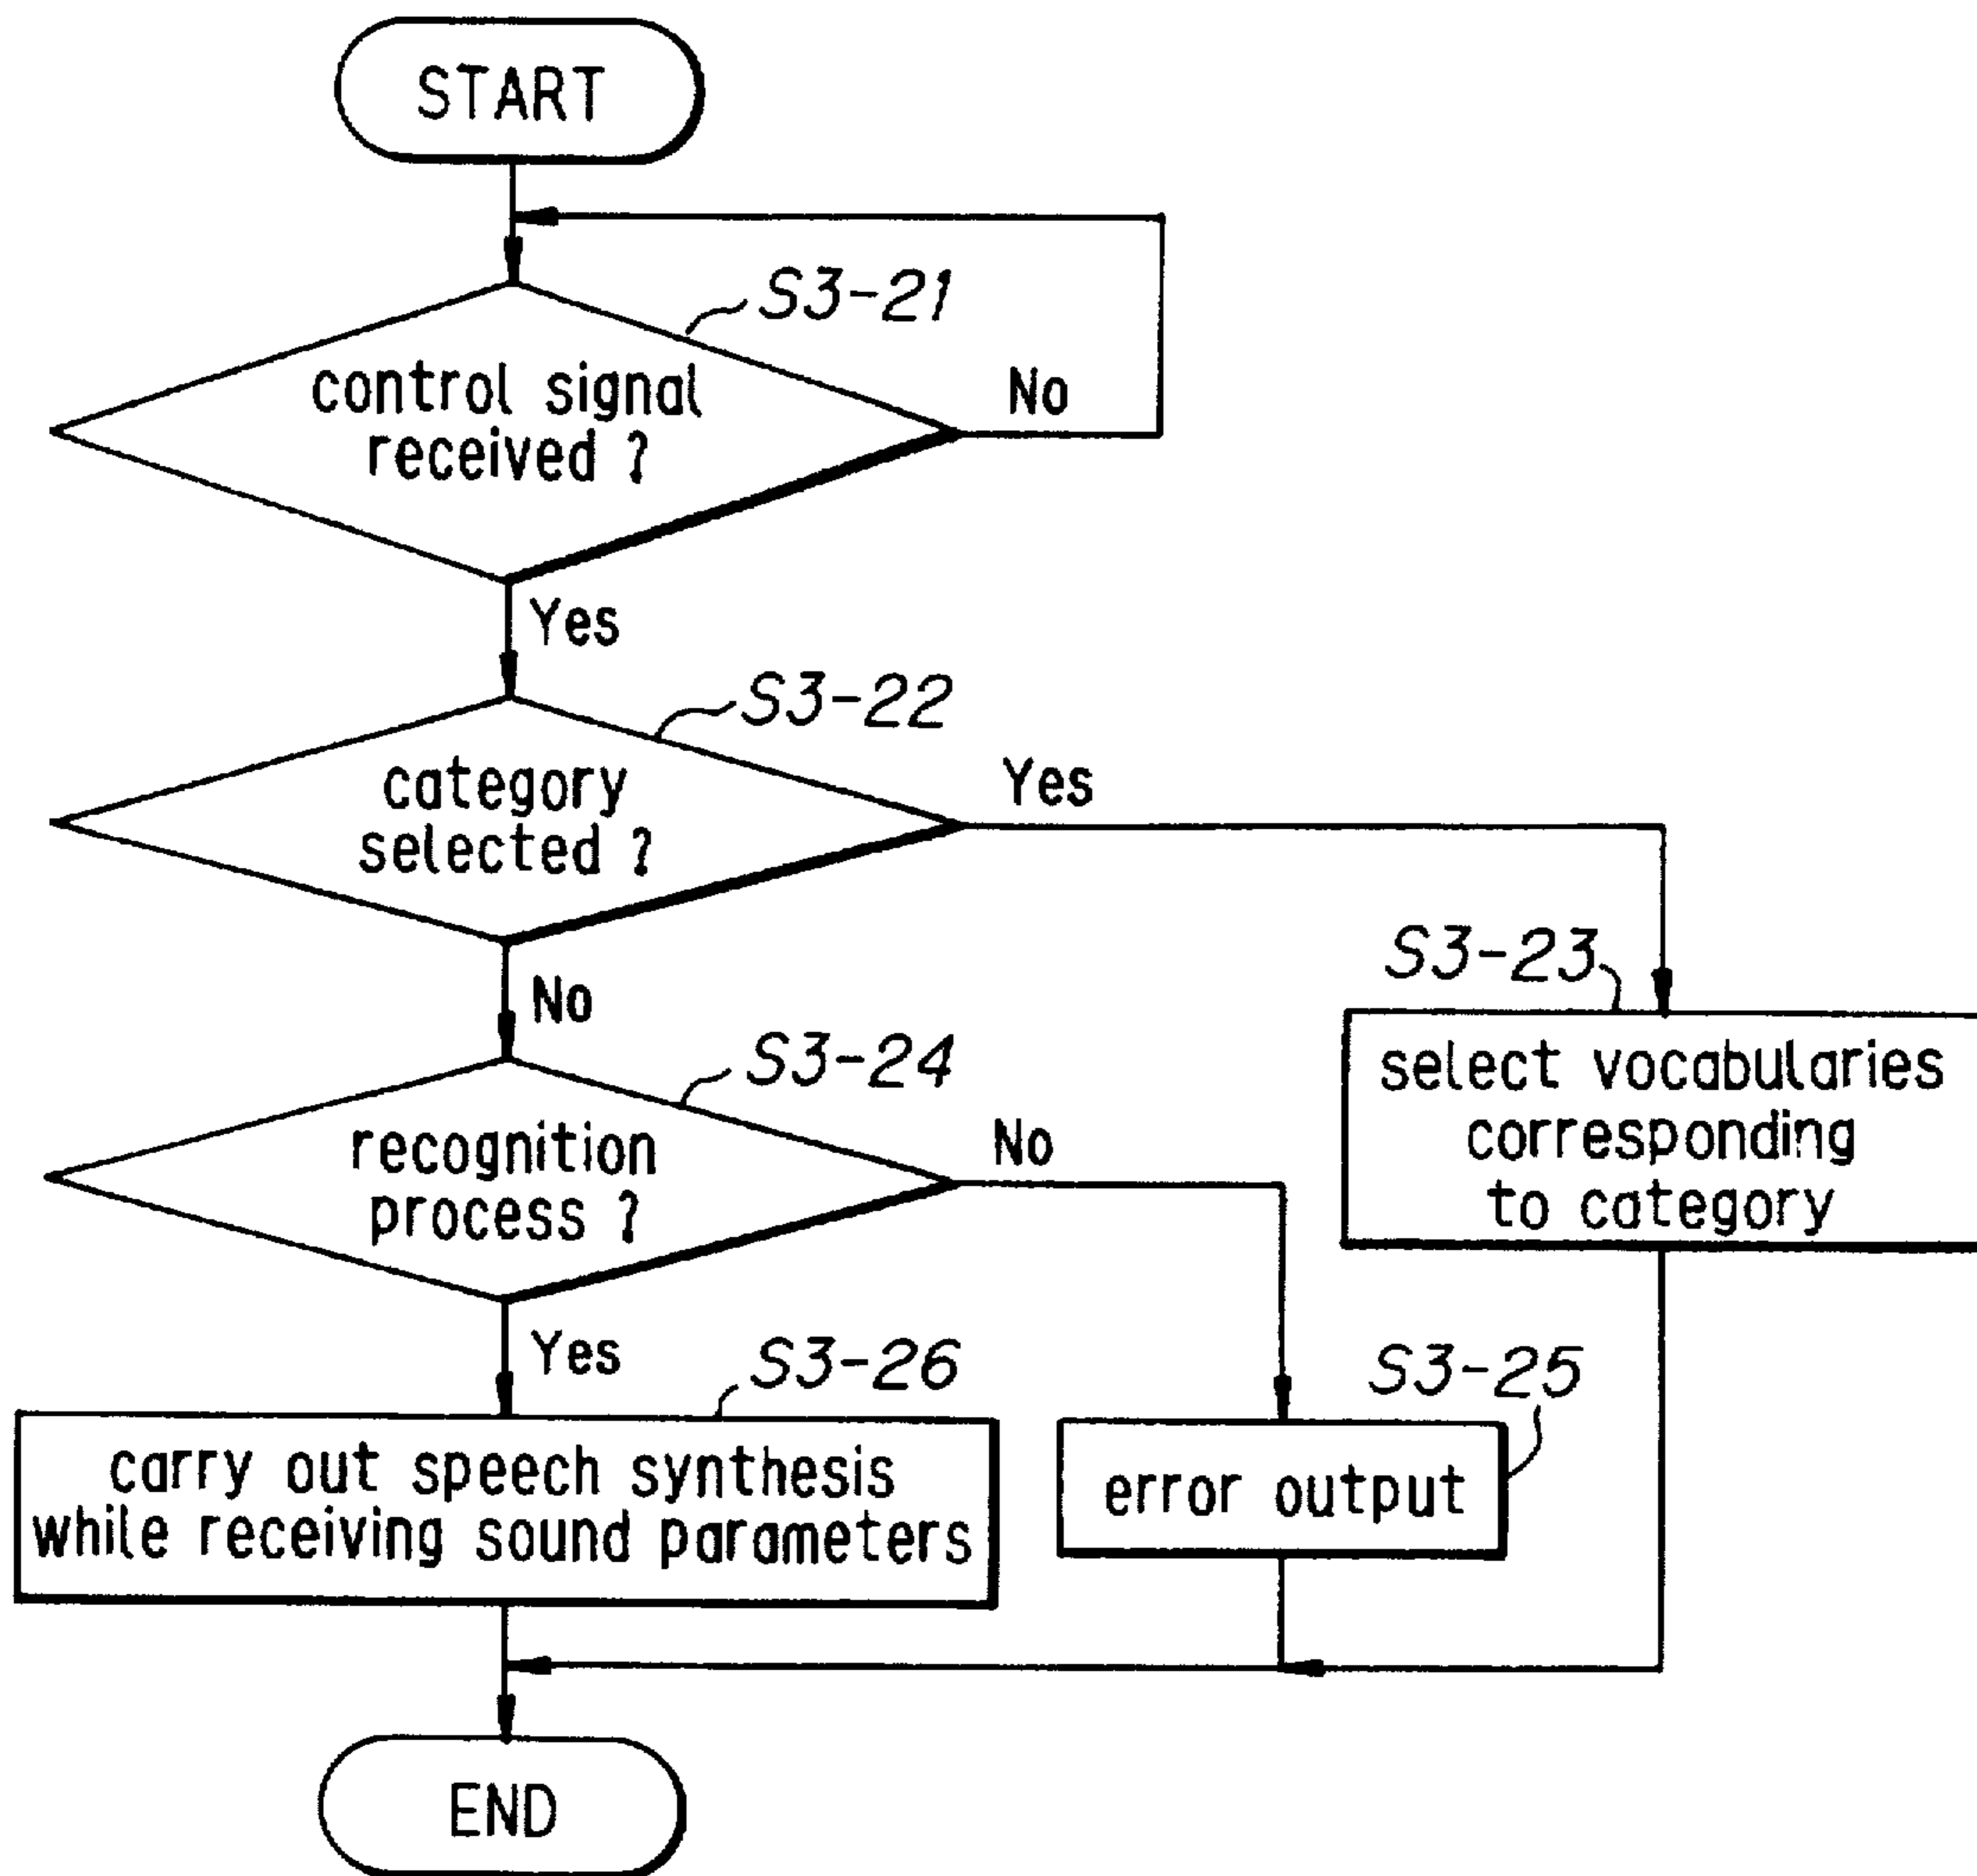 START
S3-21
control signal
received ?
No
Yes
S3-22
category
selected ?
Yes
No
S3-23
select vocabularies
corresponding
to category
S3-24
recognition
process ?
No
Yes
S3-26
carry out speech synthesis
while receiving sound parameters
S3-25
error output
END